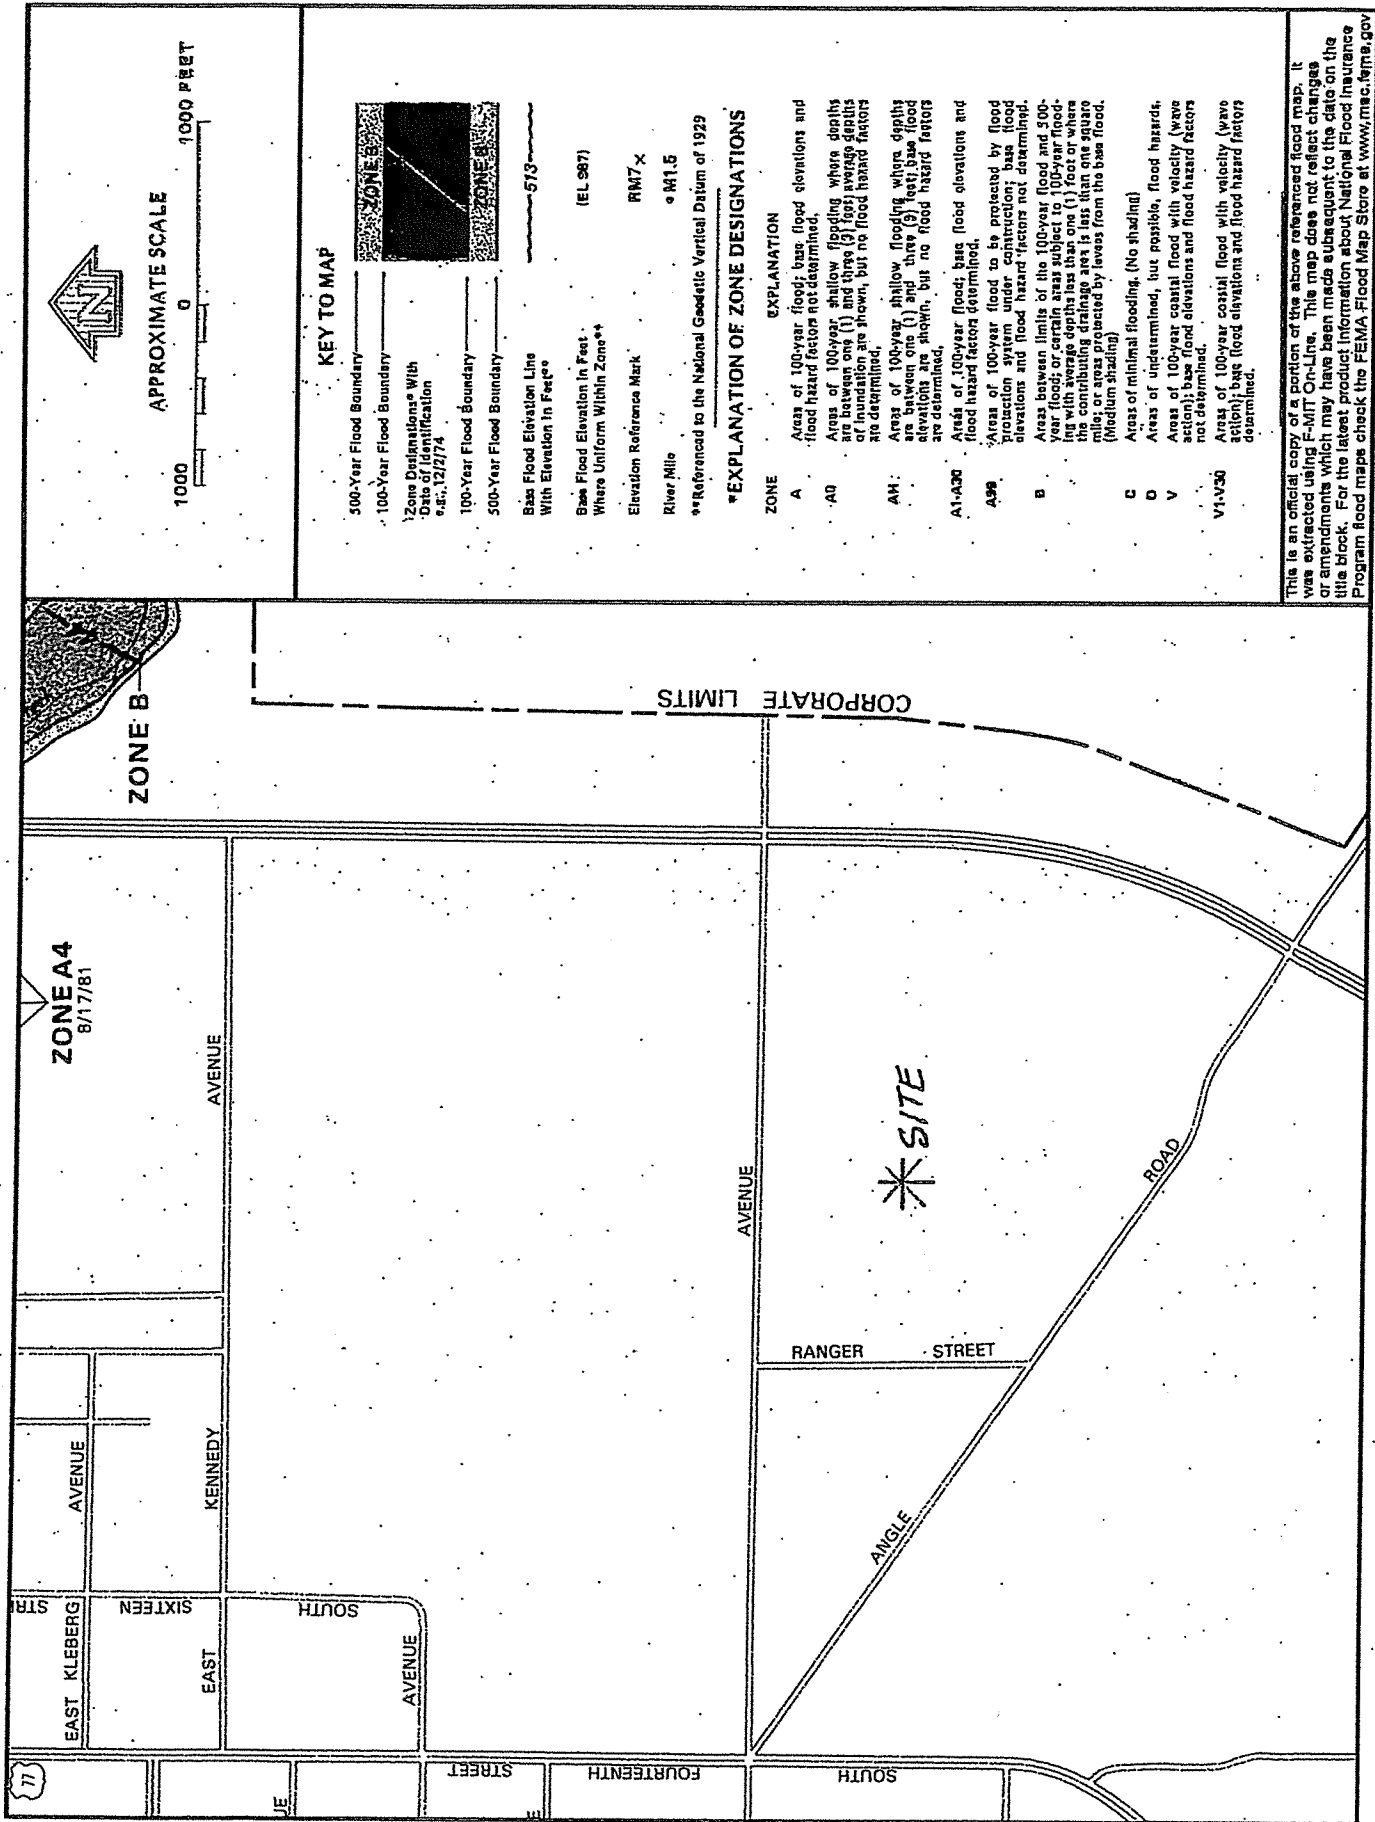 1000 FEET
0
1000
APPROXIMATE SCALE
N
KEY TO MAP
500-Year Flood Boundary
100-Year Flood Boundary
Zone Designations* With
Date of Identification
e.g., 12/2/74
100-Year Flood Boundary
500-Year Flood Boundary
ZONE B
ZONE B
Base Flood Elevation Line
With Elevation In Feet**
513
Base Flood Elevation in Feet
Where Uniform Within Zone**
(EL 987)
Elevation Reference Mark
RM7×
River Mile
•M1.5
**Referenced to the National Geodetic Vertical Datum of 1929
*EXPLANATION OF ZONE DESIGNATIONS
ZONE EXPLANATION
A Areas of 100-year flood; base flood elevations and
flood hazard factors not determined.
A0 Areas of 100-year shallow flooding where depths
are between one (1) and three (3) feet; average depths
of inundation are shown, but no flood hazard factors
are determined.
AH Areas of 100-year shallow flooding where depths
are between one (1) and three (3) feet; base flood
elevations are shown, but no flood hazard factors
are determined.
A1-A30 Areas of 100-year flood; base flood elevations and
flood hazard factors determined.
A99 Areas of 100-year flood to be protected by flood
protection system under construction; base flood
elevations and flood hazard factors not determined.
B Areas between limits of the 100-year flood and 500-
year flood; or certain areas subject to 100-year flood-
ing with average depths less than one (1) foot or where
the contributing drainage area is less than one square
mile; or areas protected by levees from the base flood.
(Medium shading)
C Areas of minimal flooding. (No shading)
D Areas of undetermined, but possible, flood hazards.
V Areas of 100-year coastal flood with velocity (wave
action); base flood elevations and flood hazard factors
not determined.
V1-V30 Areas of 100-year coastal flood with velocity (wave
action); base flood elevations and flood hazard factors
determined.
This is an official copy of a portion of the above referenced flood map. It
was extracted using F-MIT On-Line. This map does not reflect changes
or amendments which may have been made subsequent to the date on the
title block. For the latest product information about National Flood Insurance
Program flood maps check the FEMA Flood Map Store at www.msc.fema.gov
ZONE B
CORPORATE LIMITS
ZONE A4
8/17/81
AVENUE
AVENUE
SITE
ROAD
RANGER STREET
AVENUE
KENNEDY
ANGLE
STRE
SIXTEEN
SOUTH
EAST KLEBERG
EAST
AVENUE
77
UE
E
STREET
FOURTEENTH
SOUTH